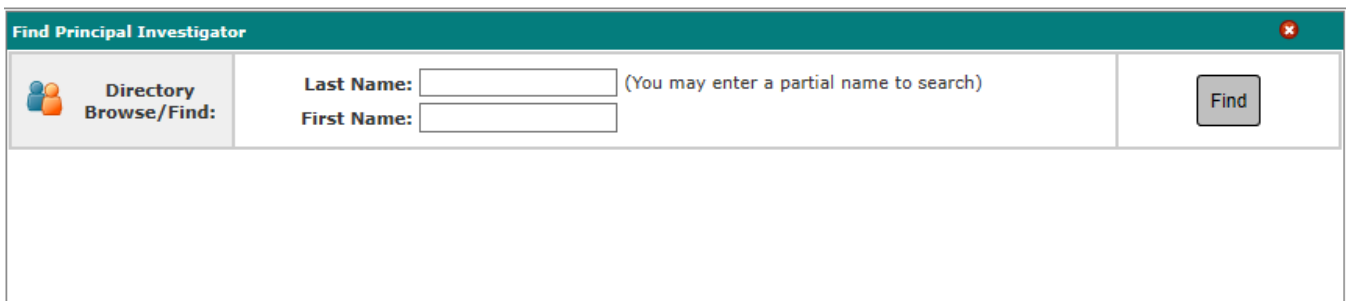 Find Principal Investigator
Directory
Browse/Find:
Last Name:
(You may enter a partial name to search)
First Name:
Find